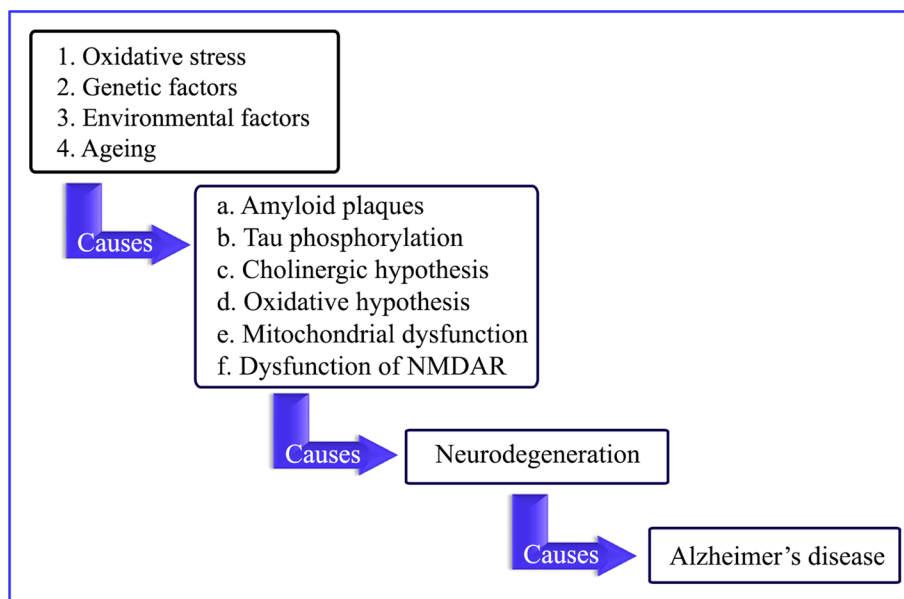 1. Oxidative stress
2. Genetic factors
3. Environmental factors
4. Ageing
Causes
a. Amyloid plaques
b. Tau phosphorylation
c. Cholinergic hypothesis
d. Oxidative hypothesis
e. Mitochondrial dysfunction
f. Dysfunction of NMDAR
Causes
Neurodegeneration
Causes
Alzheimer’s disease